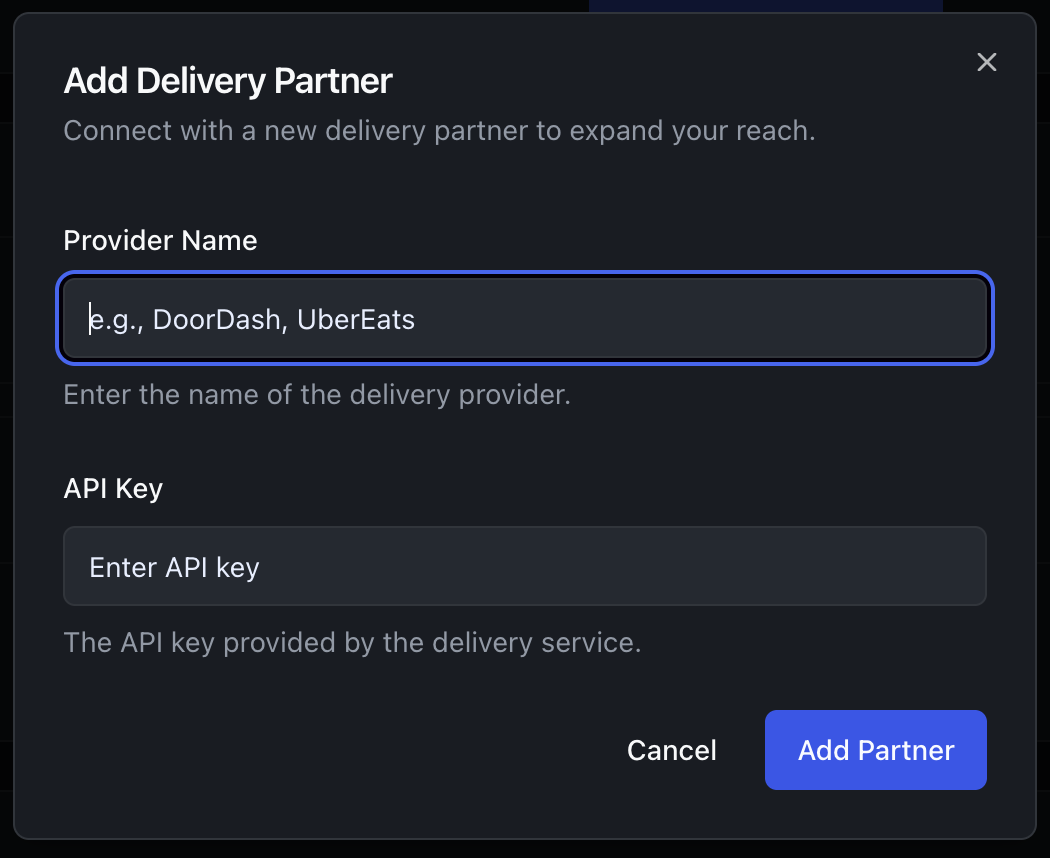 Add Delivery Partner
Connect with a new delivery partner to expand your reach.
Provider Name
e.g., DoorDash, UberEats
Enter the name of the delivery provider.
API Key
Enter API key
The API key provided by the delivery service.
Cancel
Add Partner